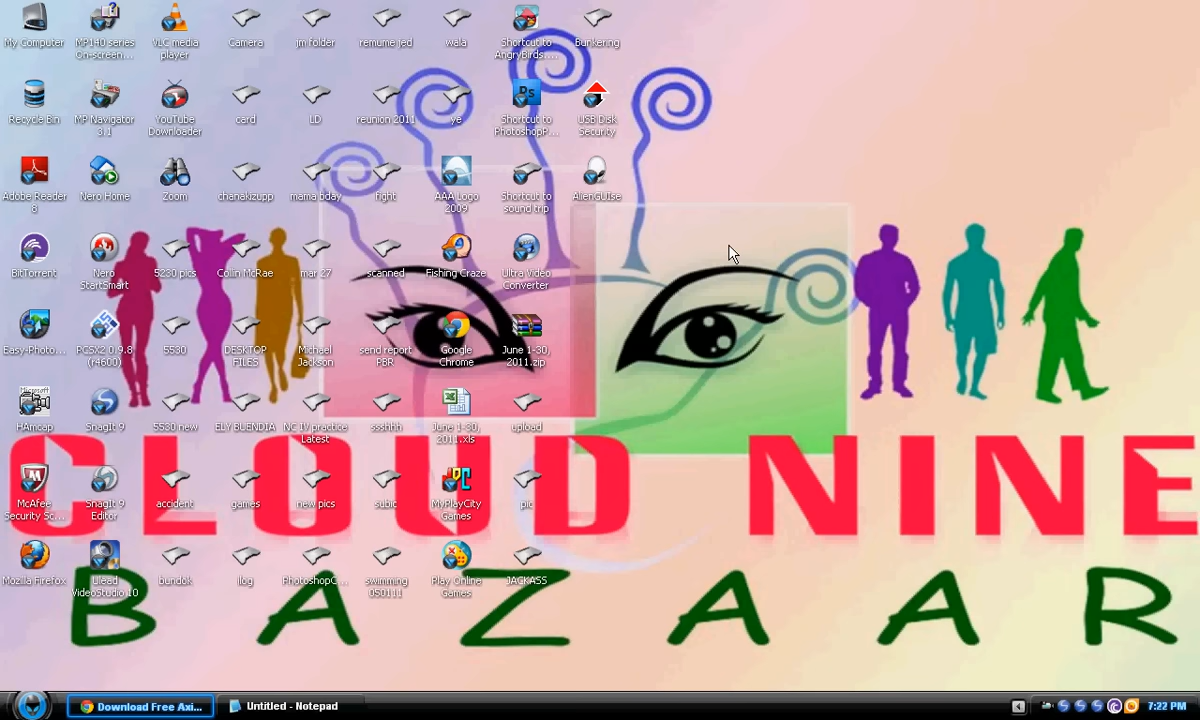 My Computer
MP140 series
On-screen...
VLC media
player
Camera
jm folder
remume jed
wala
Shortcut to
AngryBirds....
Bunkering
Recycle Bin
MP Navigator
3.1
YouTube
Downloader
card
LD
reunion 2011
ye
Ps
Shortcut to
PhotoshopP...
USB Disk
Security
Adobe Reader
8
Nero Home
Zoom
chanakizupp
mama bday
fight
AAA Logo
2009
Shortcut to
sound trip
AlienGUIse
BitTorrent
Nero
StartSmart
5230 pics
Colin McRae
mar 27
scanned
Fishing Craze
Ultra Video
Converter
Easy-Photo...
PCSX2 0.9.8
(r4600)
5530
DESKTOP
FILES
Michael
Jackson
send report
PBR
Google
Chrome
June 1-30,
2011.zip
Microsoft
HAmcap
SnagIt 9
5530 new
ELY BUENDIA
NC IV practice
Latest
ssshhh
June 1-30,
2011.xls
upload
McAfee
Security Sc...
SnagIt 9
Editor
accident
games
new pics
subic
MyPlayCity
Games
pic
CLOUD NINE
Mozilla Firefox
Ulead
VideoStudio 10
bundok
ilog
PhotoshopC...
swimming
050111
Play Online
Games
JACKASS
BAZAAR
Download Free Axi...
Untitled - Notepad
7:22 PM